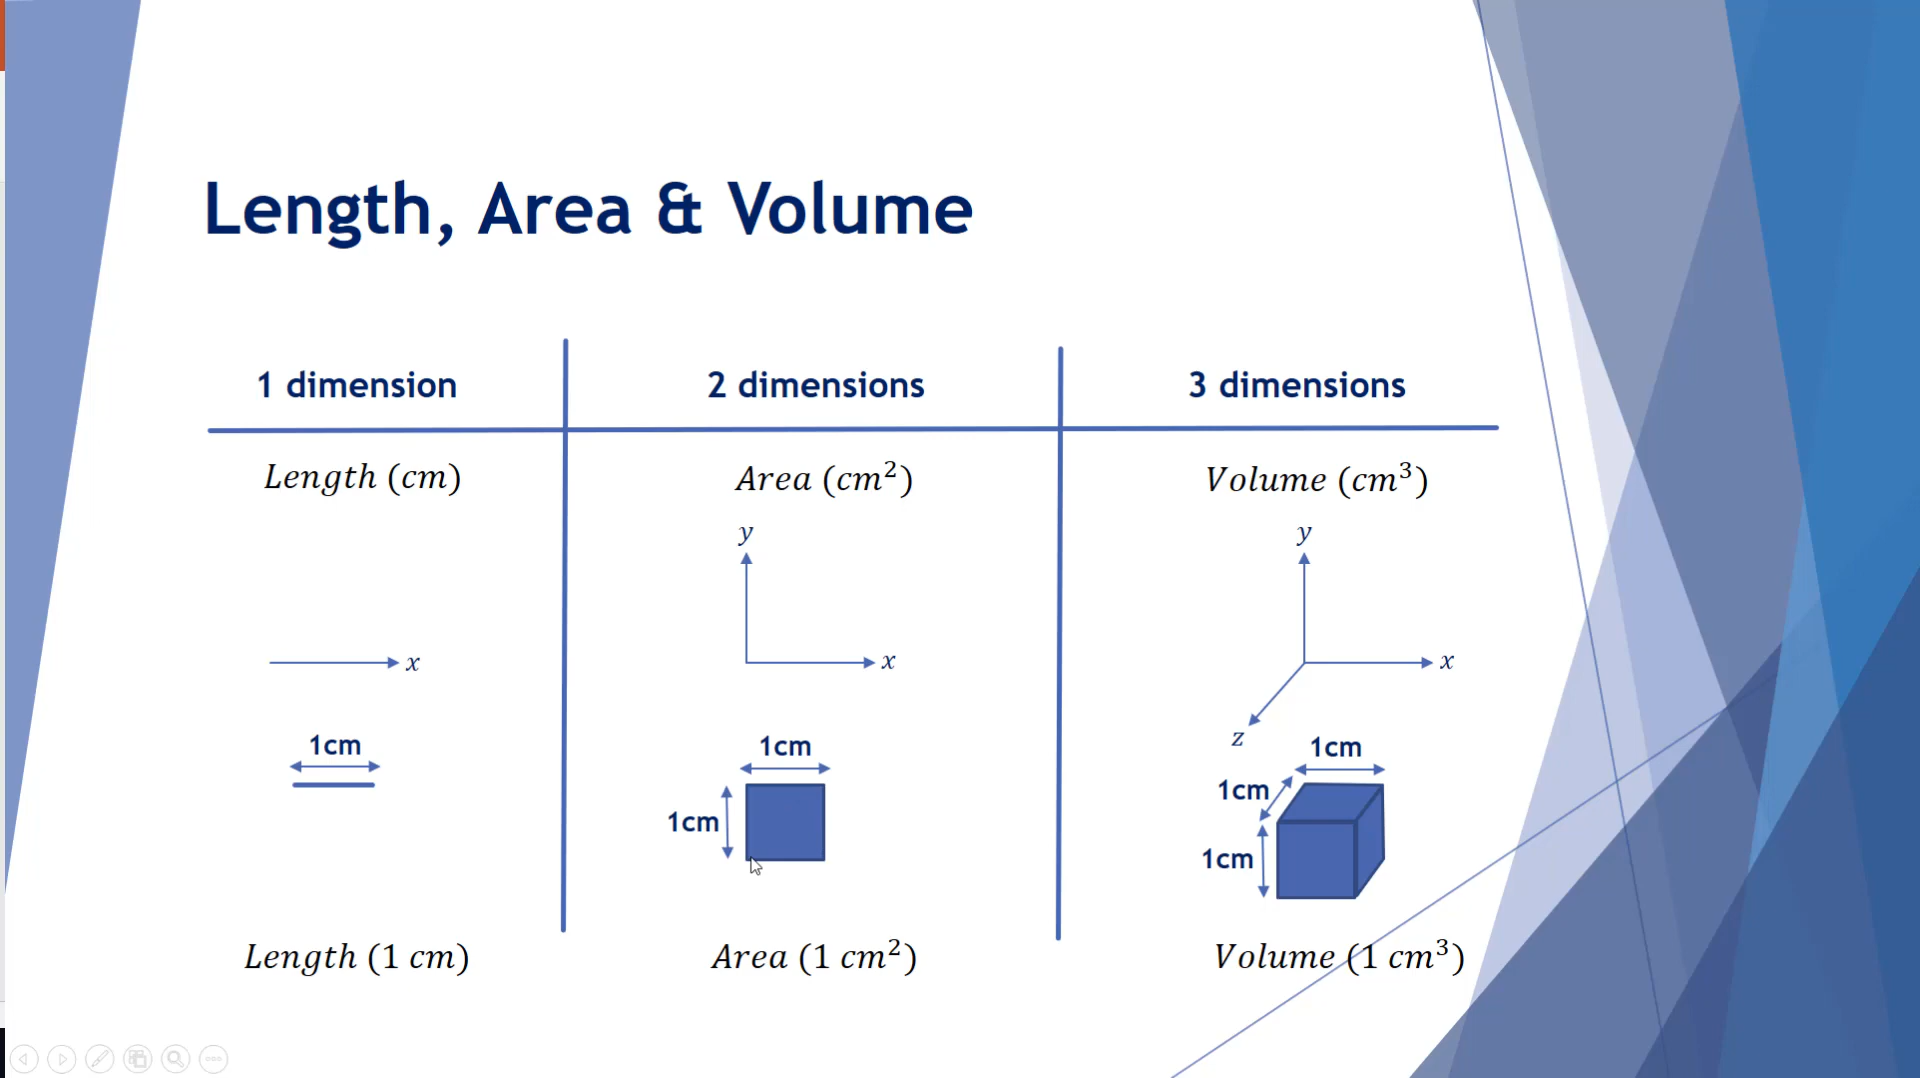 Length, Area & Volume
1 dimension
2 dimensions
3 dimensions
Length (cm)
Area (cm²)
Volume (cm³)
x
1cm
y
x
1cm
1cm
y
x
z
1cm
1cm
1cm
Length (1 cm)
Area (1 cm²)
Volume (1 cm³)